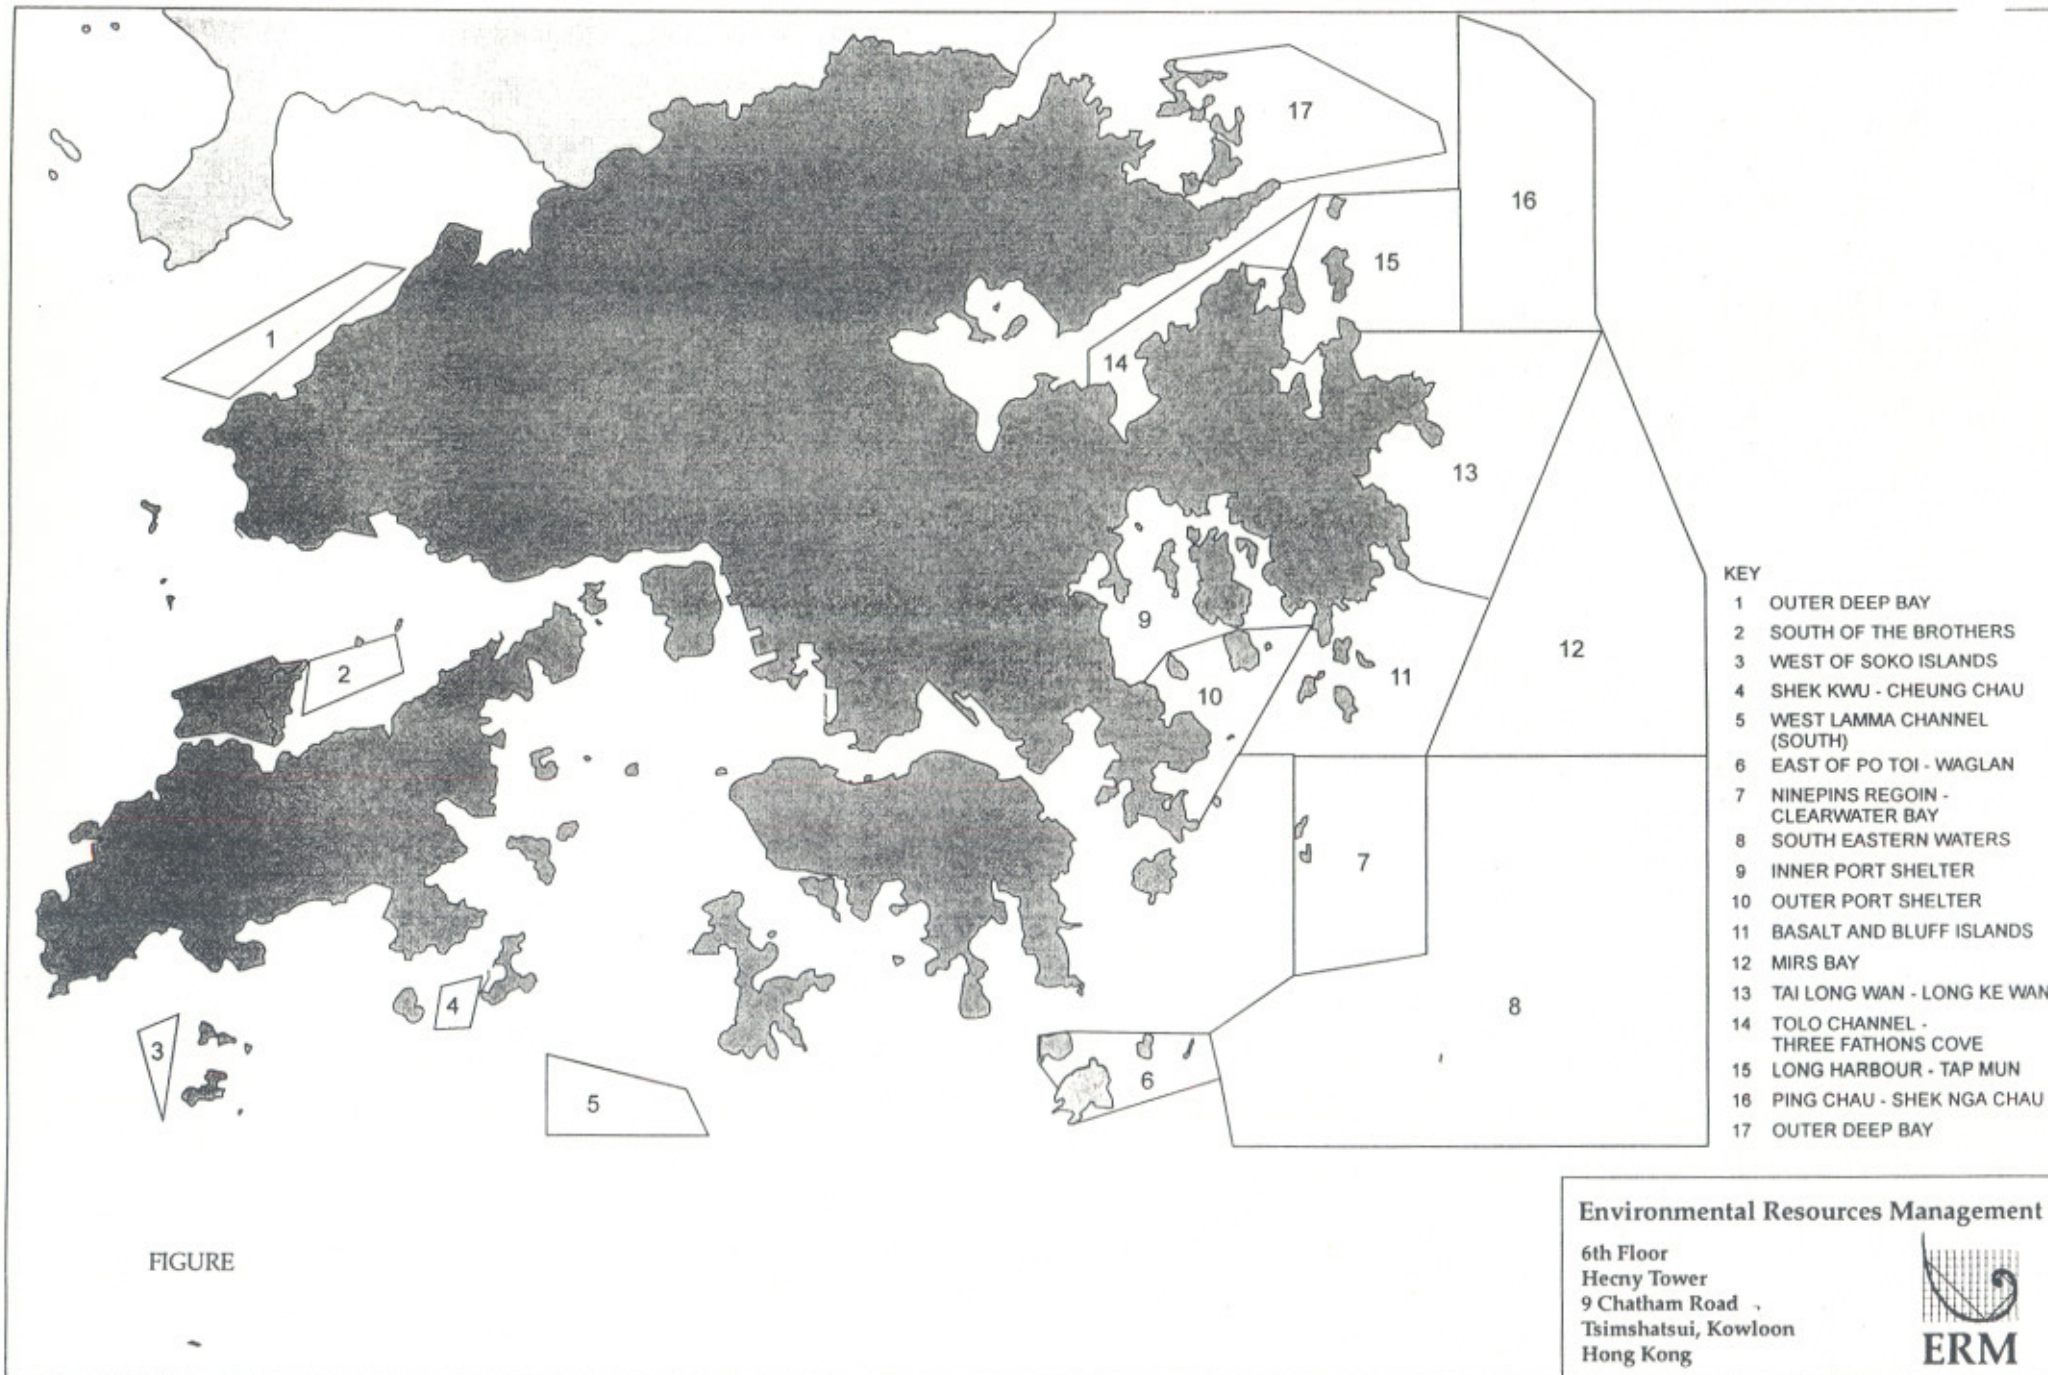 17
16
15
1
14
13
9
12
2
11
10
7
4
8
3
6
5
KEY
1 OUTER DEEP BAY
2 SOUTH OF THE BROTHERS
3 WEST OF SOKO ISLANDS
4 SHEK KWU - CHEUNG CHAU
5 WEST LAMMA CHANNEL
(SOUTH)
6 EAST OF PO TOI - WAGLAN
7 NINEPINS REGOIN -
CLEARWATER BAY
8 SOUTH EASTERN WATERS
9 INNER PORT SHELTER
10 OUTER PORT SHELTER
11 BASALT AND BLUFF ISLANDS
12 MIRS BAY
13 TAI LONG WAN - LONG KE WAN
14 TOLO CHANNEL -
THREE FATHONS COVE
15 LONG HARBOUR - TAP MUN
16 PING CHAU - SHEK NGA CHAU
17 OUTER DEEP BAY
FIGURE
Environmental Resources Management
6th Floor
Hecny Tower
9 Chatham Road
Tsimshatsui, Kowloon
Hong Kong
ERM